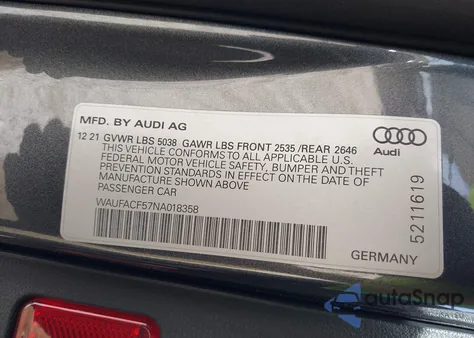 MFD. BY AUDI AG
12 21 GVWR LBS 5038 GAWR LBS FRONT 2535 /REAR 2646
THIS VEHICLE CONFORMS TO ALL APPLICABLE U.S.
FEDERAL MOTOR VEHICLE SAFETY, BUMPER AND THEFT
PREVENTION STANDARDS IN EFFECT ON THE DATE OF
MANUFACTURE SHOWN ABOVE
PASSENGER CAR
WAUFACF57NA018358
Audi
5211619
GERMANY
autoSnap